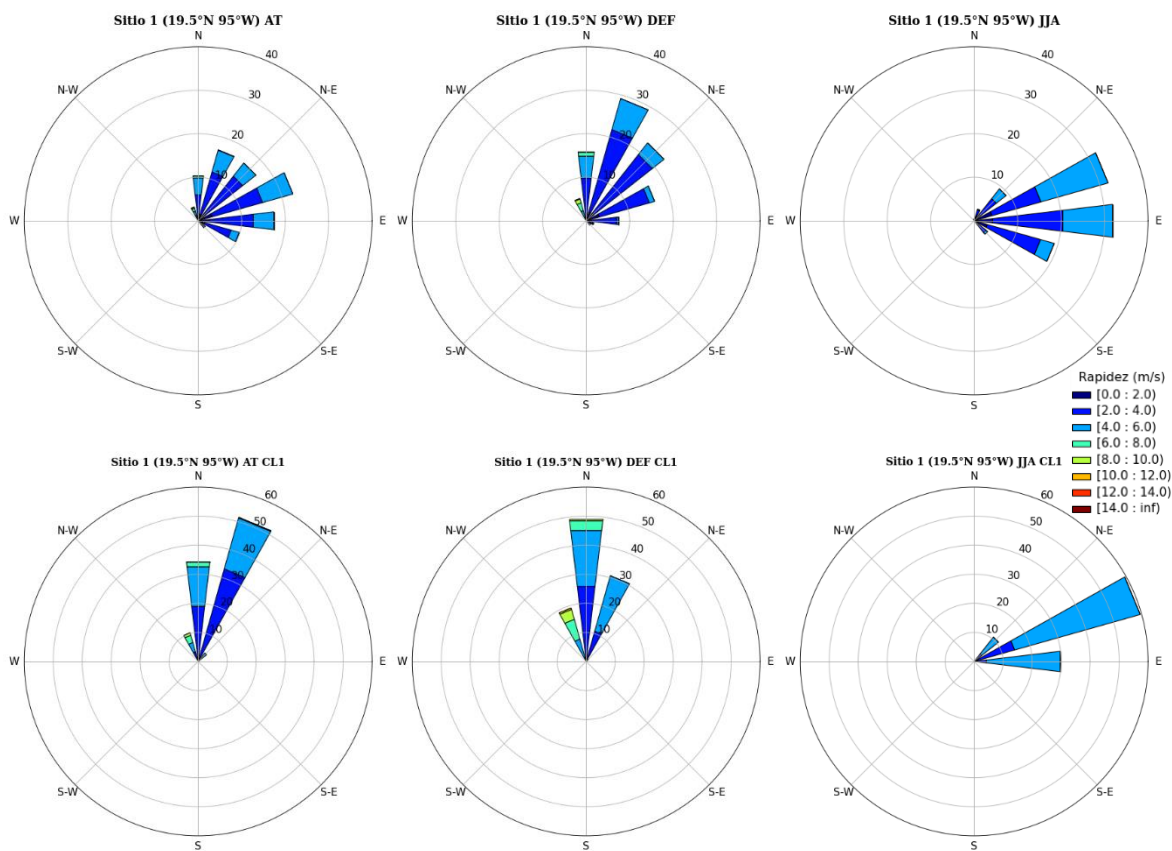 Sitio 1 (19.5°N 95°W) AT
N
40
N-E
30
20
10
E
S-E
S
S-W
W
N-W
Sitio 1 (19.5°N 95°W) DEF
N
40
N-E
30
20
10
E
S-E
S
S-W
W
N-W
Sitio 1 (19.5°N 95°W) JJA
N
40
N-E
30
20
10
E
S-E
S
S-W
W
N-W
Rapidez (m/s)
[0.0 : 2.0)
[2.0 : 4.0)
[4.0 : 6.0)
[6.0 : 8.0)
[8.0 : 10.0)
[10.0 : 12.0)
[12.0 : 14.0)
[14.0 : inf)
Sitio 1 (19.5°N 95°W) AT CL1
N
60
50
N-E
40
30
20
10
E
S-E
S
S-W
W
N-W
Sitio 1 (19.5°N 95°W) DEF CL1
N
60
50
N-E
40
30
20
10
E
S-E
S
S-W
W
N-W
Sitio 1 (19.5°N 95°W) JJA CL1
N
60
50
N-E
40
30
20
10
E
S-E
S
S-W
W
N-W